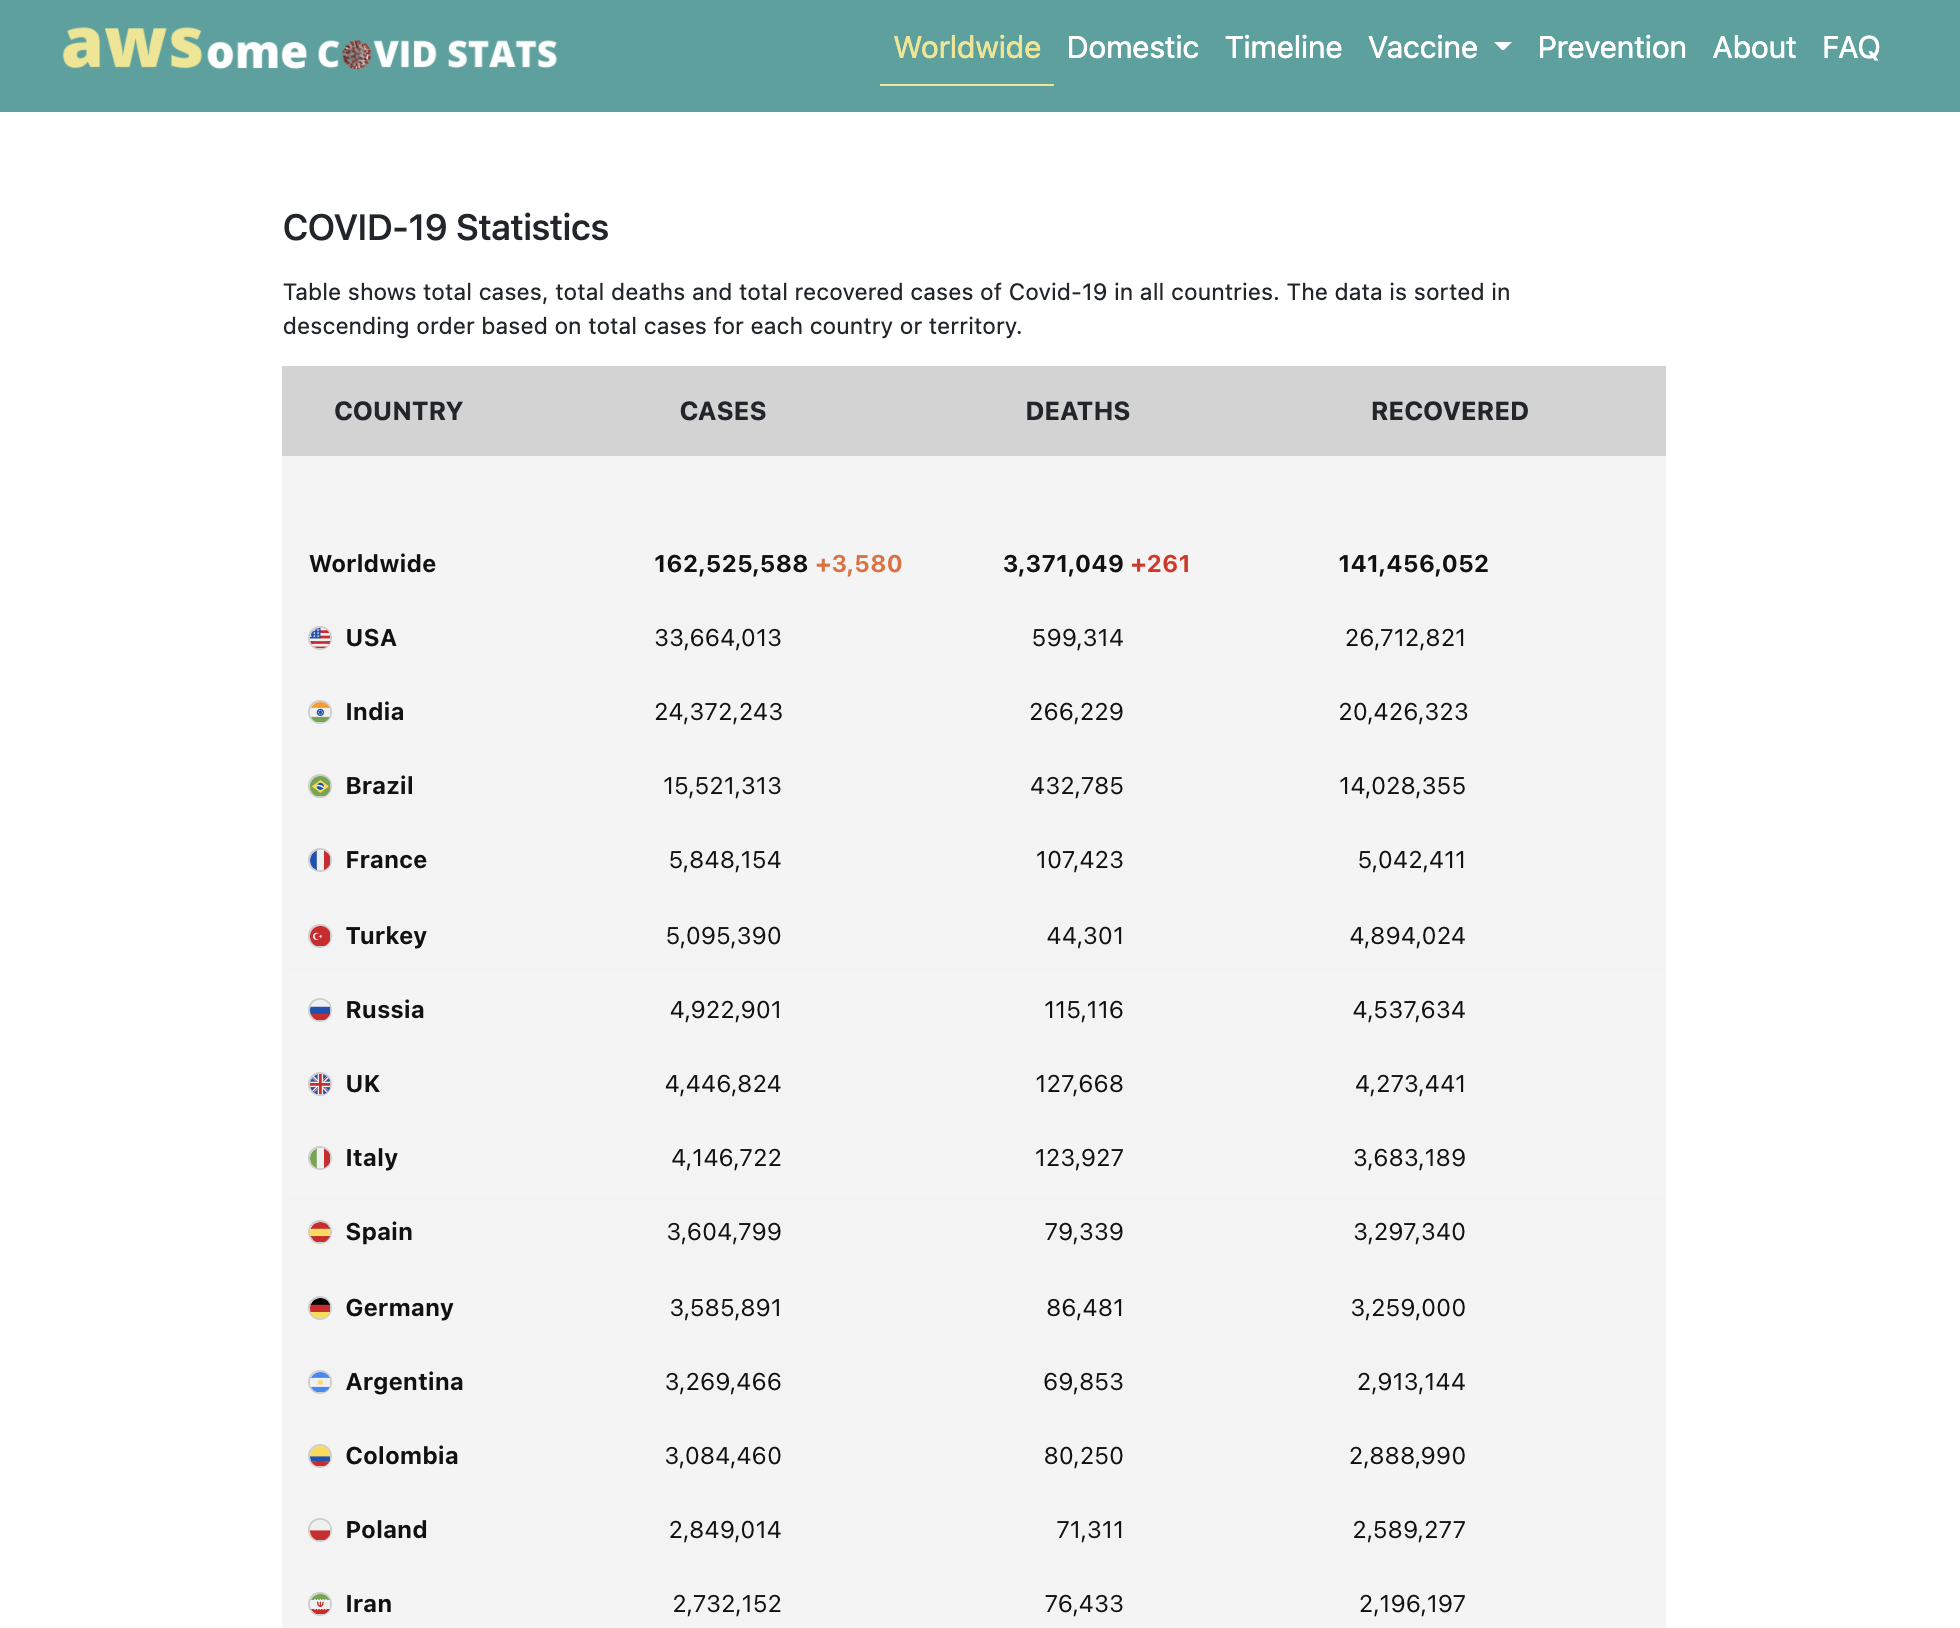 awsome COVID STATS
Worldwide Domestic Timeline Vaccine Prevention About FAQ
COVID-19 Statistics
Table shows total cases, total deaths and total recovered cases of Covid-19 in all countries. The data is sorted in
descending order based on total cases for each country or territory.
COUNTRY CASES DEATHS RECOVERED
Worldwide 162,525,588 +3,580 3,371,049 +261 141,456,052
USA 33,664,013 599,314 26,712,821
India 24,372,243 266,229 20,426,323
Brazil 15,521,313 432,785 14,028,355
France 5,848,154 107,423 5,042,411
Turkey 5,095,390 44,301 4,894,024
Russia 4,922,901 115,116 4,537,634
UK 4,446,824 127,668 4,273,441
Italy 4,146,722 123,927 3,683,189
Spain 3,604,799 79,339 3,297,340
Germany 3,585,891 86,481 3,259,000
Argentina 3,269,466 69,853 2,913,144
Colombia 3,084,460 80,250 2,888,990
Poland 2,849,014 71,311 2,589,277
Iran 2,732,152 76,433 2,196,197